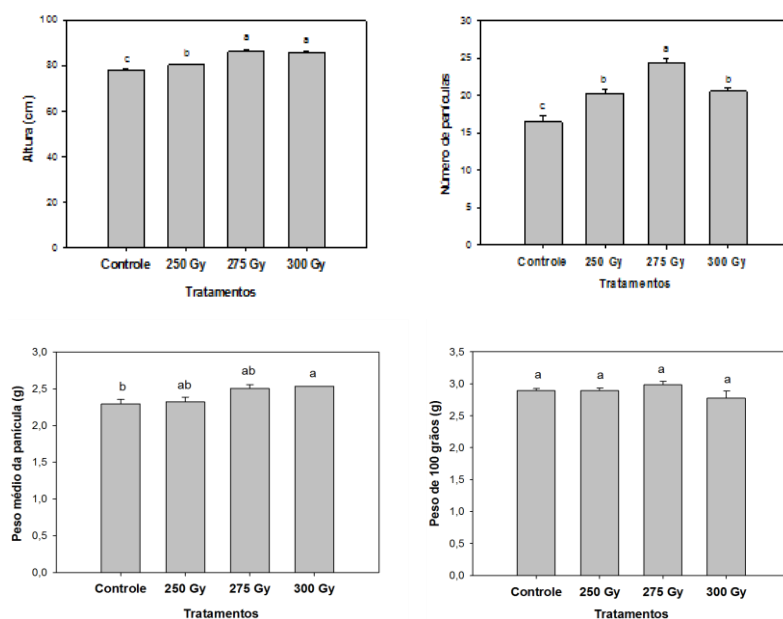 Altura (cm)
100
80
60
40
20
0
c
b
a
a
Controle 250 Gy 275 Gy 300 Gy
Tratamentos
Número de panículas
30
25
20
15
10
5
0
c
b
a
b
Controle 250 Gy 275 Gy 300 Gy
Tratamentos
Peso médio da panícula (g)
3,0
2,5
2,0
1,5
1,0
0,5
0,0
b
ab
ab
a
Controle 250 Gy 275 Gy 300 Gy
Tratamentos
Peso de 100 grãos (g)
3,5
3,0
2,5
2,0
1,5
1,0
0,5
0,0
a
a
a
a
Controle 250 Gy 275 Gy 300 Gy
Tratamentos